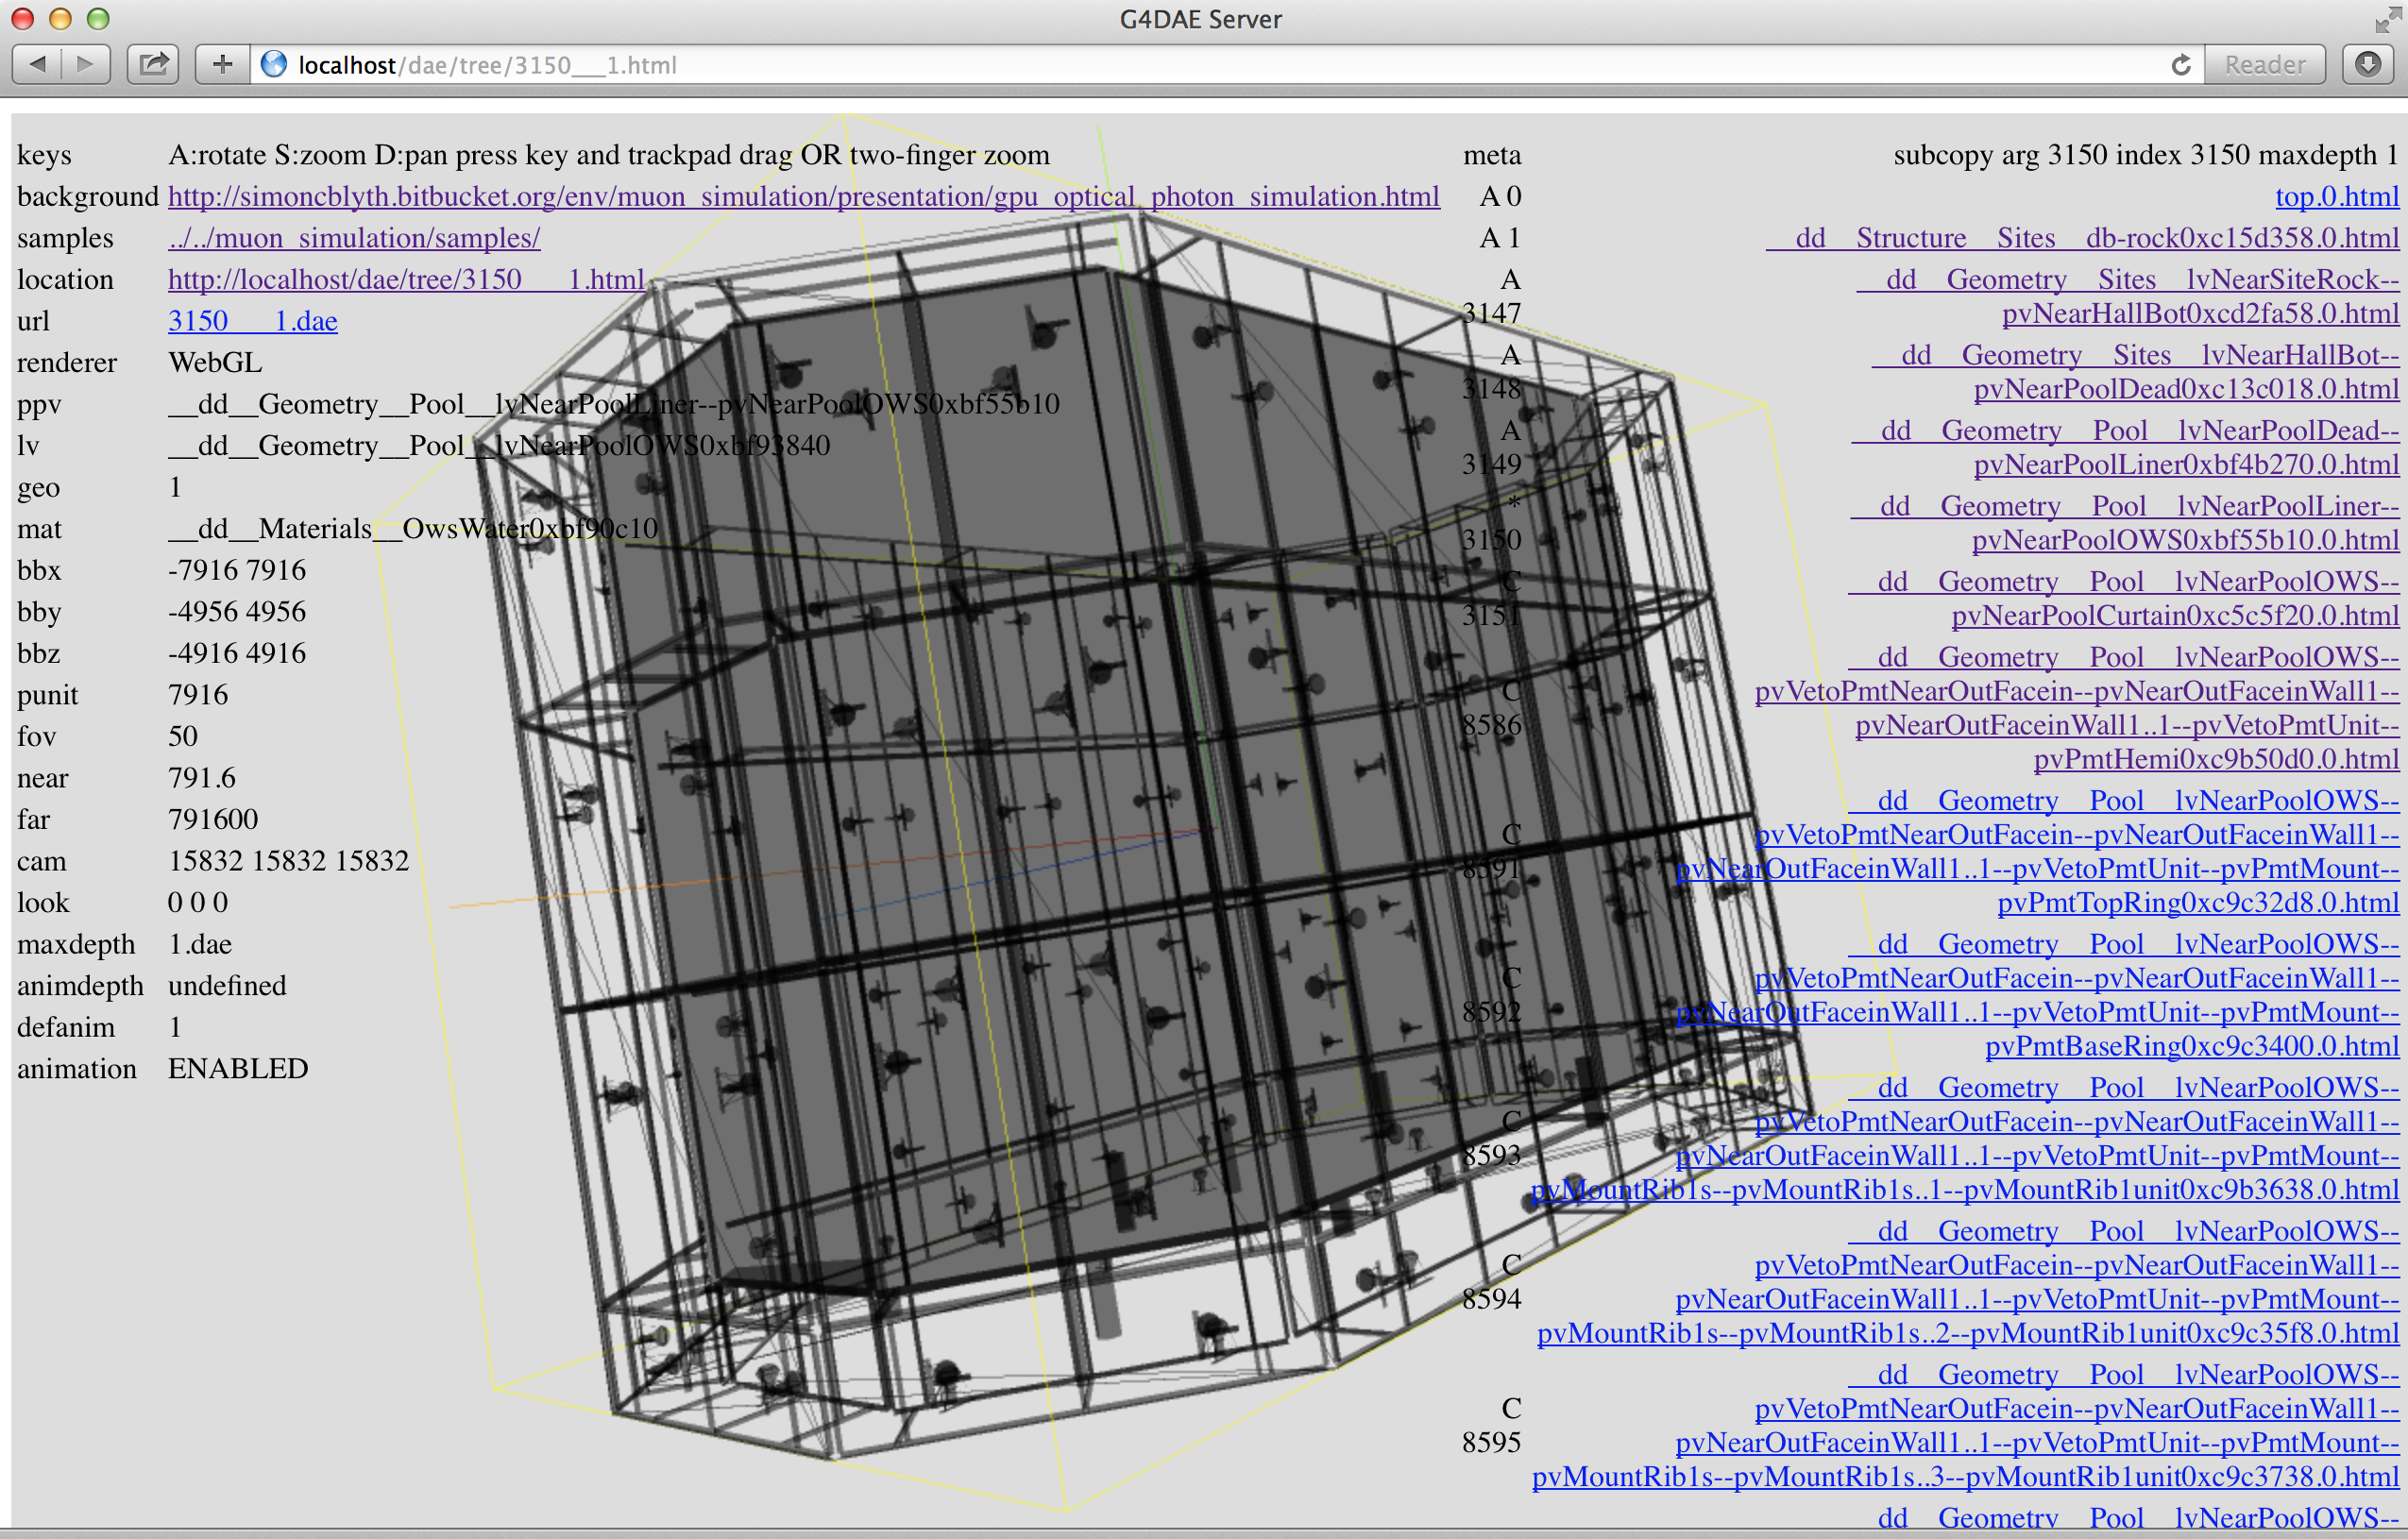 G4DAE Server
localhost/dae/tree/3150___1.html
Reader
keys A:rotate S:zoom D:pan press key and trackpad drag OR two-finger zoom
background http://simoncblyth.bitbucket.org/env/muon_simulation/presentation/gpu_optical_photon_simulation.html
samples ../../muon_simulation/samples/
location http://localhost/dae/tree/3150___1.html
url 3150___1.dae
renderer WebGL
ppv __dd__Geometry__Pool__lvNearPoolLiner--pvNearPoolOWS0xbf55b10
lv __dd__Geometry__Pool__lvNearPoolOWS0xbf93840
geo 1
mat __dd__Materials__OwsWater0xbf90c10
bbx -7916 7916
bby -4956 4956
bbz -4916 4916
punit 7916
fov 50
near 791.6
far 791600
cam 15832 15832 15832
look 0 0 0
maxdepth 1.dae
animdepth undefined
defanim 1
animation ENABLED
meta subcopy arg 3150 index 3150 maxdepth 1
A 0 top.0.html
A 1 __dd__Structure__Sites__db-rock0xc15d358.0.html
A __dd__Geometry__Sites__lvNearSiteRock--
3147 pvNearHallBot0xcd2fa58.0.html
A __dd__Geometry__Sites__lvNearHallBot--
3148 pvNearPoolDead0xc13c018.0.html
A __dd__Geometry__Pool__lvNearPoolDead--
3149 pvNearPoolLiner0xbf4b270.0.html
* __dd__Geometry__Pool__lvNearPoolLiner--
3150 pvNearPoolOWS0xbf55b10.0.html
C __dd__Geometry__Pool__lvNearPoolOWS--
3151 pvNearPoolCurtain0xc5c5f20.0.html
__dd__Geometry__Pool__lvNearPoolOWS--
C pvVetoPmtNearOutFacein--pvNearOutFaceinWall1--
8586 pvNearOutFaceinWall1..1--pvVetoPmtUnit--
pvPmtHemi0xc9b50d0.0.html
__dd__Geometry__Pool__lvNearPoolOWS--
C pvVetoPmtNearOutFacein--pvNearOutFaceinWall1--
8591 pvNearOutFaceinWall1..1--pvVetoPmtUnit--pvPmtMount--
pvPmtTopRing0xc9c32d8.0.html
__dd__Geometry__Pool__lvNearPoolOWS--
C pvVetoPmtNearOutFacein--pvNearOutFaceinWall1--
8592 pvNearOutFaceinWall1..1--pvVetoPmtUnit--pvPmtMount--
pvPmtBaseRing0xc9c3400.0.html
__dd__Geometry__Pool__lvNearPoolOWS--
C pvVetoPmtNearOutFacein--pvNearOutFaceinWall1--
8593 pvNearOutFaceinWall1..1--pvVetoPmtUnit--pvPmtMount--
pvMountRib1s--pvMountRib1s..1--pvMountRib1unit0xc9b3638.0.html
__dd__Geometry__Pool__lvNearPoolOWS--
C pvVetoPmtNearOutFacein--pvNearOutFaceinWall1--
8594 pvNearOutFaceinWall1..1--pvVetoPmtUnit--pvPmtMount--
pvMountRib1s--pvMountRib1s..2--pvMountRib1unit0xc9c35f8.0.html
__dd__Geometry__Pool__lvNearPoolOWS--
C pvVetoPmtNearOutFacein--pvNearOutFaceinWall1--
8595 pvNearOutFaceinWall1..1--pvVetoPmtUnit--pvPmtMount--
pvMountRib1s--pvMountRib1s..3--pvMountRib1unit0xc9c3738.0.html
__dd__Geometry__Pool__lvNearPoolOWS--